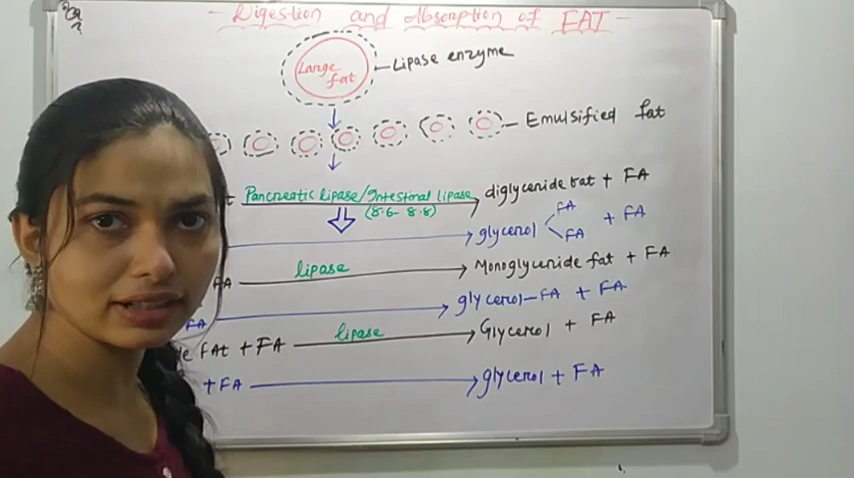 - Digestion and Absorption of FAT -
Large fat - Lipase enzyme
- Emulsified fat
t Pancreatic lipase/Intestinal lipase diglyceride fat + FA
(8.6- 8.8)
glycerol FA FA + FA
FA lipase Monoglyceride fat + FA
FA glycerol-FA + FA
de FAt + FA lipase Glycerol + FA
+FA glycerol + FA